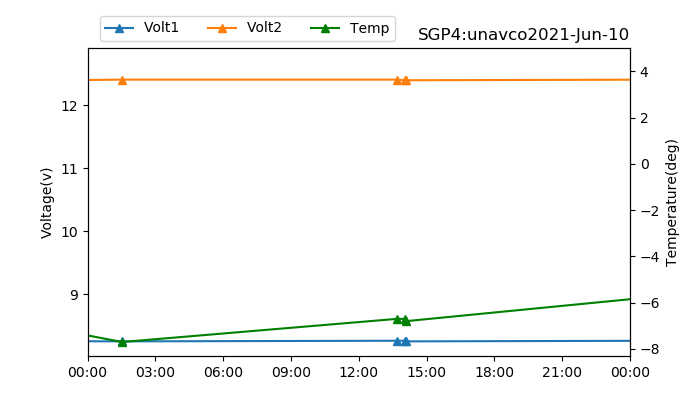 Volt1 Volt2 Temp
SGP4:unavco2021-Jun-10
Voltage(v)
12
11
10
9
4
2
0
−2
−4
−6
−8
Temperature(deg)
00:00 03:00 06:00 09:00 12:00 15:00 18:00 21:00 00:00